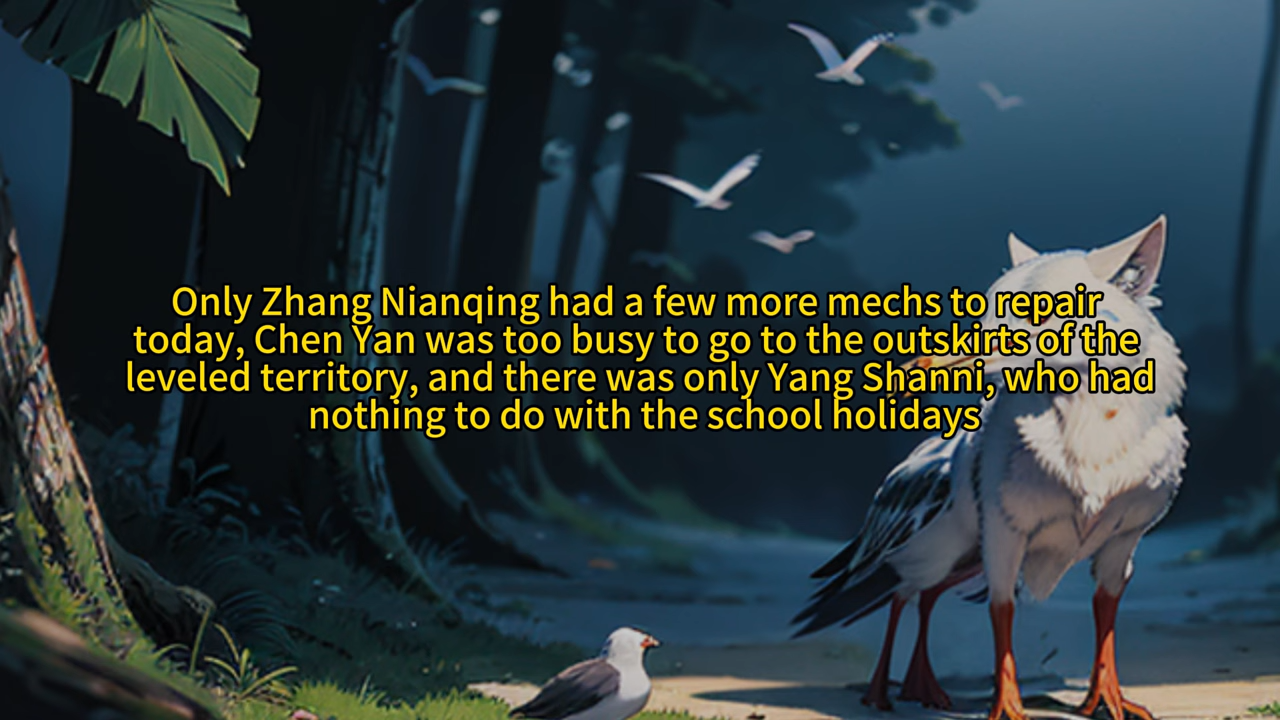 Only Zhang Nianqing had a few more mechs to repair
today, Chen Yan was too busy to go to the outskirts of the
leveled territory, and there was only Yang Shanni, who had
nothing to do with the school holidays